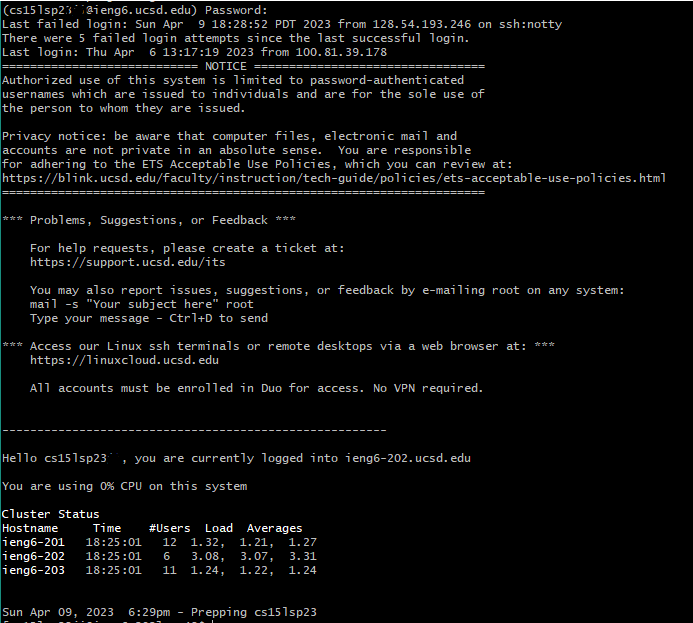 (cs15lsp23 @ieng6.ucsd.edu) Password:
Last failed login: Sun Apr  9 18:28:52 PDT 2023 from 128.54.193.246 on ssh:notty
There were 5 failed login attempts since the last successful login.
Last login: Thu Apr  6 13:17:19 2023 from 100.81.39.178
============================ NOTICE =================================
Authorized use of this system is limited to password-authenticated
usernames which are issued to individuals and are for the sole use of
the person to whom they are issued.
Privacy notice: be aware that computer files, electronic mail and
accounts are not private in an absolute sense.  You are responsible
for adhering to the ETS Acceptable Use Policies, which you can review at:
https://blink.ucsd.edu/faculty/instruction/tech-guide/policies/ets-acceptable-use-policies.html
=====================================================================
*** Problems, Suggestions, or Feedback ***
For help requests, please create a ticket at:
https://support.ucsd.edu/its
You may also report issues, suggestions, or feedback by e-mailing root on any system:
mail -s "Your subject here" root
Type your message - Ctrl+D to send
*** Access our Linux ssh terminals or remote desktops via a web browser at: ***
https://linuxcloud.ucsd.edu
All accounts must be enrolled in Duo for access. No VPN required.
-------------------------------------------------------
Hello cs15lsp23  , you are currently logged into ieng6-202.ucsd.edu
You are using 0% CPU on this system
Cluster Status
Hostname     Time    #Users  Load  Averages
ieng6-201   18:25:01   12  1.32,  1.21,  1.27
ieng6-202   18:25:01   6   3.08,  3.07,  3.31
ieng6-203   18:25:01   11  1.24,  1.22,  1.24
Sun Apr 09, 2023  6:29pm - Prepping cs15lsp23